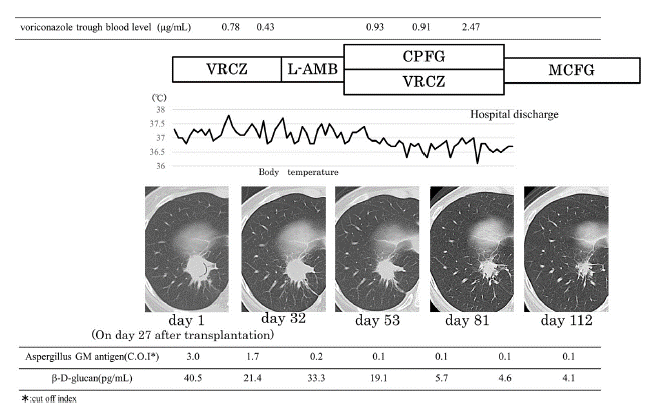 voriconazole trough blood level (µg/mL) 0.78 0.43 0.93 0.91 2.47
VRCZ L-AMB CPFG VRCZ MCFG
(℃)
38
37.5
37
36.5
36
Hospital discharge
Body temperature
day 1 day 32 day 53 day 81 day 112
(On day 27 after transplantation)
Aspergillus GM antigen(C.O.I*) 3.0 1.7 0.2 0.1 0.1 0.1 0.1
β-D-glucan(pg/mL) 40.5 21.4 33.3 19.1 5.7 4.6 4.1
*:cut off index